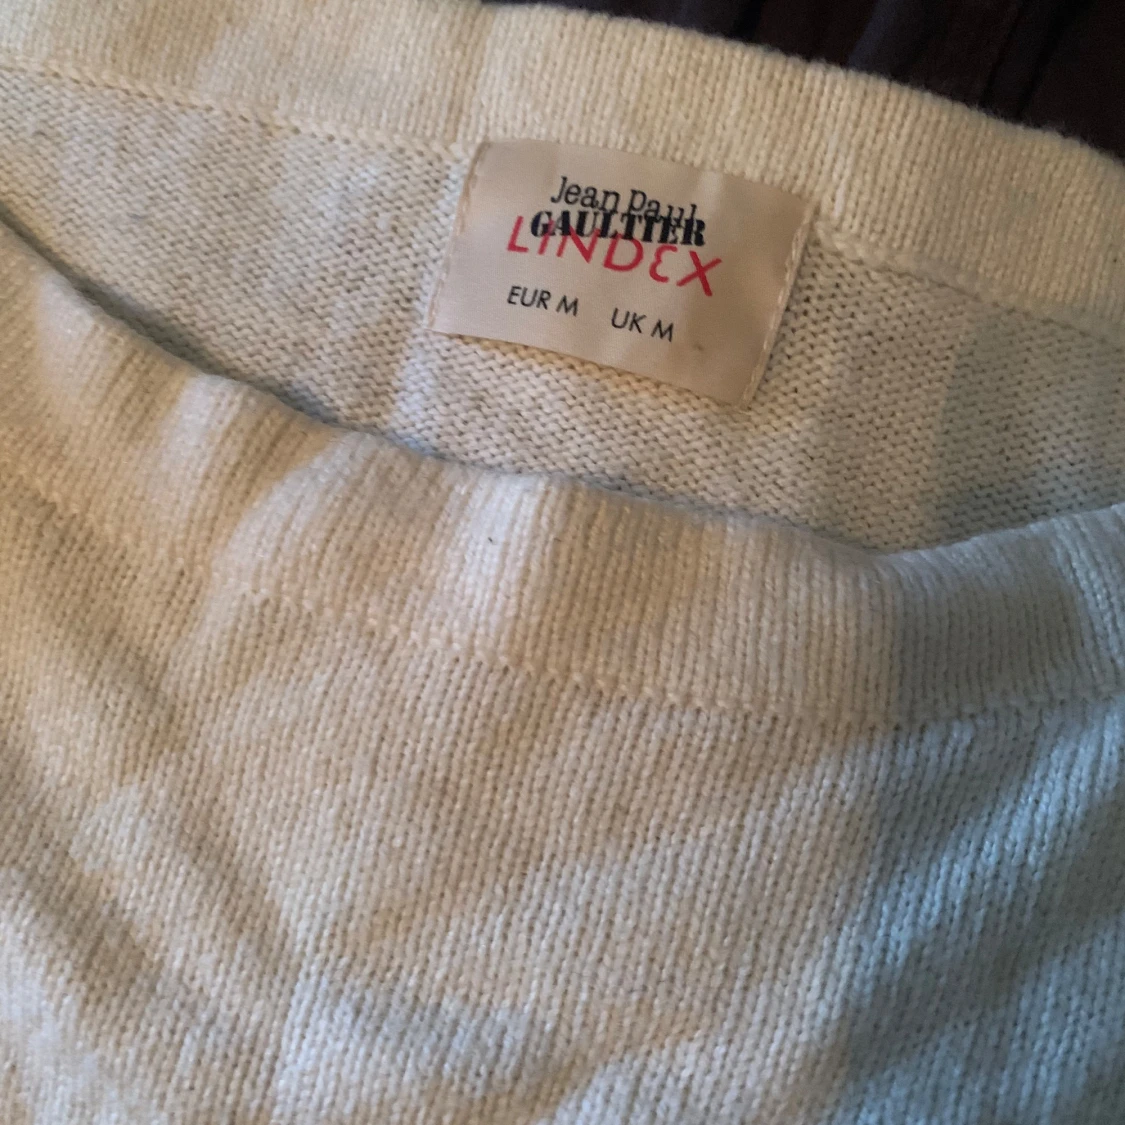 Jean Paul
GAULTIER
LINDEX
EUR M UK M